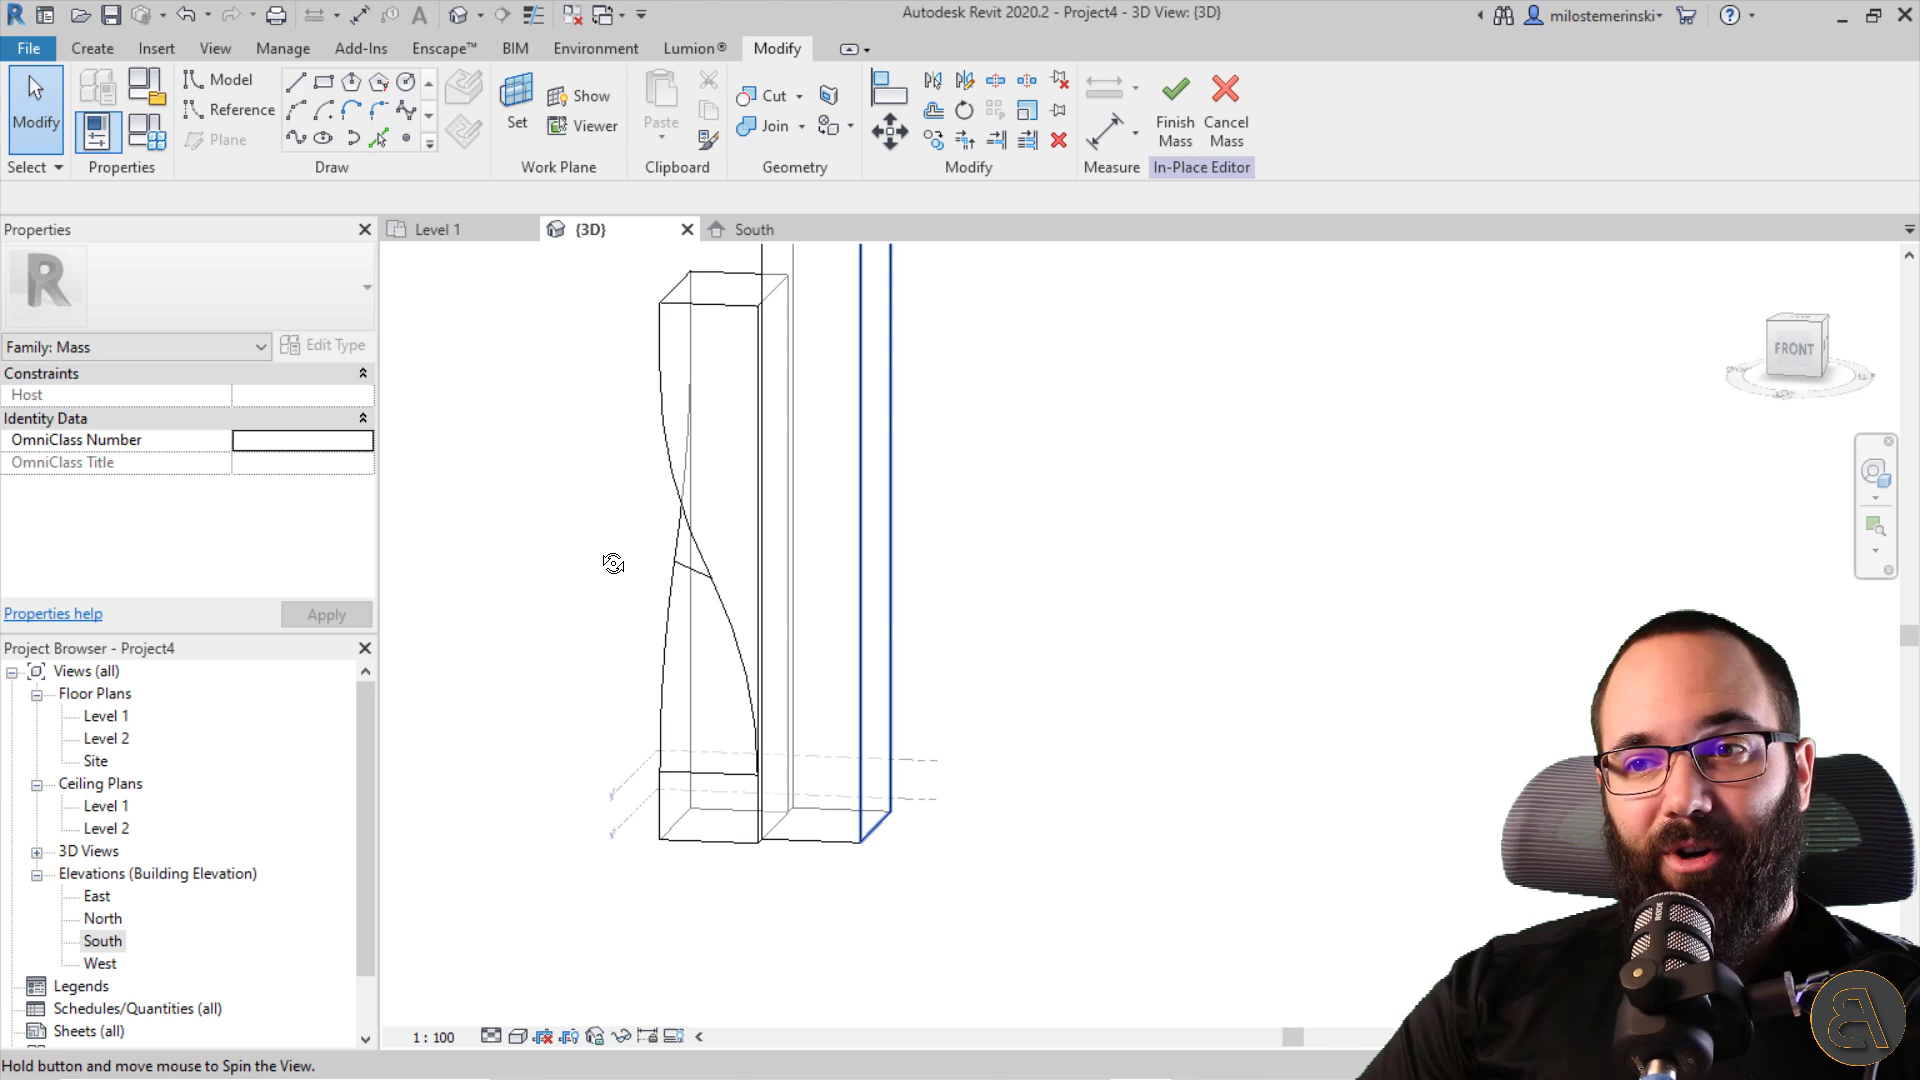 Autodesk Revit 2020.2 - Project4 - 3D View: {3D}
milostemerinski
File Create Insert View Manage Add-Ins Enscape™ BIM Environment Lumion® Modify
Modify
Select
Properties
Model
Reference
Plane
Draw
Set
Show
Viewer
Work Plane
Paste
Clipboard
Cut
Join
Geometry
Modify
Measure
Finish Mass
Cancel Mass
In-Place Editor
Properties
Level 1
{3D}
South
R
Family: Mass
Edit Type
Constraints
Host
Identity Data
OmniClass Number
OmniClass Title
Properties help
Apply
Project Browser - Project4
Views (all)
Floor Plans
Level 1
Level 2
Site
Ceiling Plans
Level 1
Level 2
3D Views
Elevations (Building Elevation)
East
North
South
West
Legends
Schedules/Quantities (all)
Sheets (all)
FRONT
RODE
1 : 100
Hold button and move mouse to Spin the View.